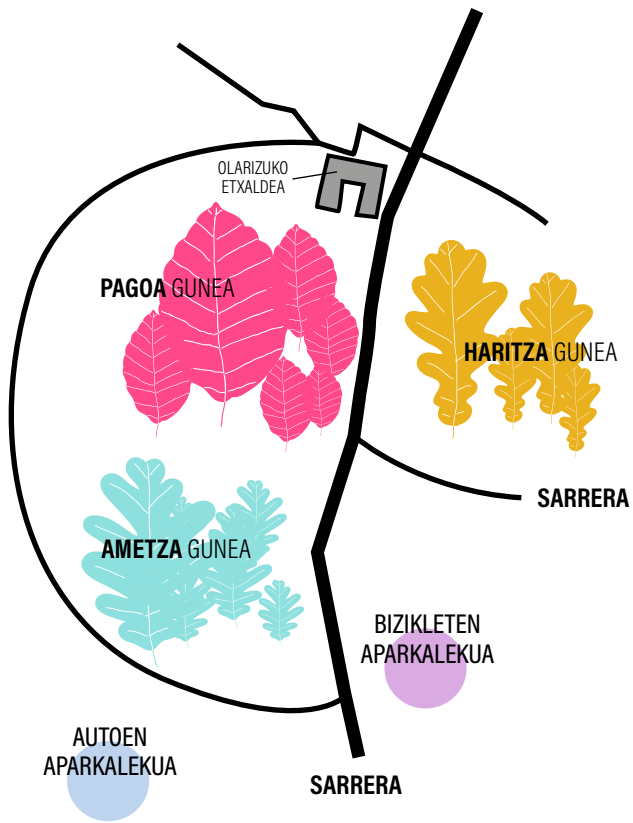 OLARIZUKO
ETXALDEA
PAGOA GUNEA
HARITZA GUNEA
SARRERA
AMETZA GUNEA
BIZIKLETEN
APARKALEKUA
AUTOEN
APARKALEKUA
SARRERA